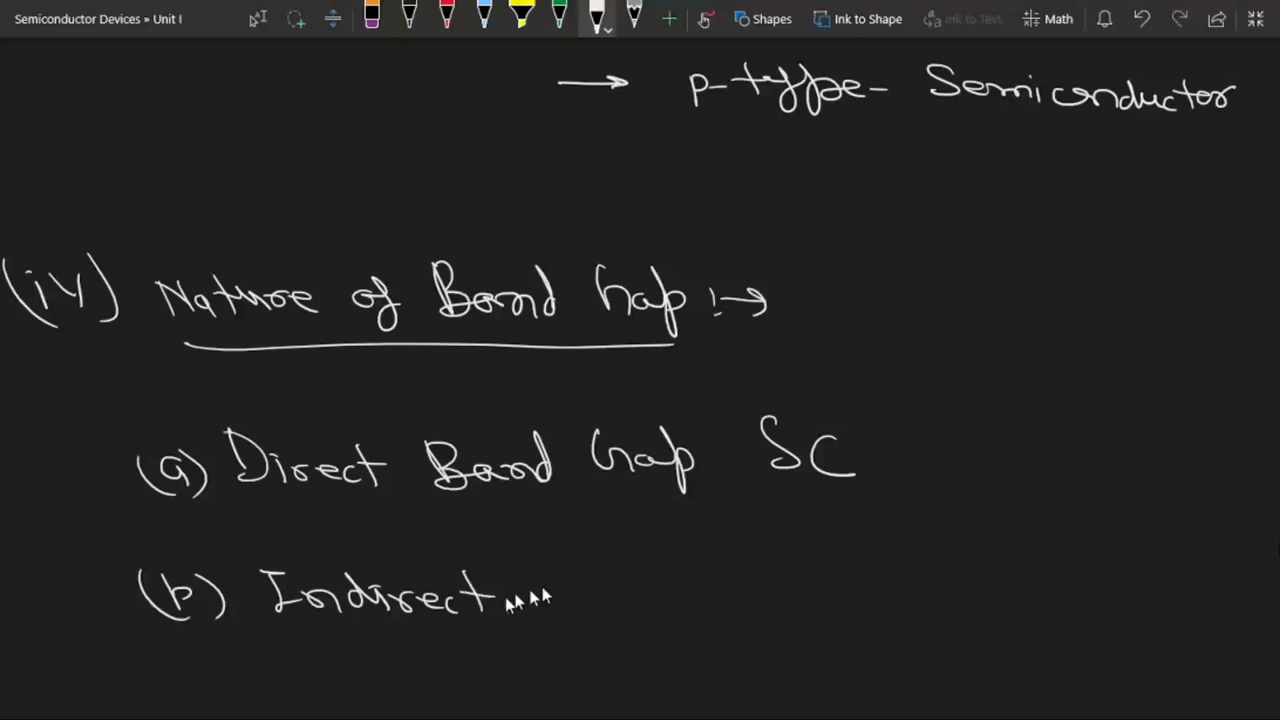 Semiconductor Devices » Unit I
Shapes
Ink to Shape
Ink to Text
Math
→ p-type- Semiconductor
(iv) Nature of Band Gap :→
(a) Direct Band Gap SC
(b) Indirect